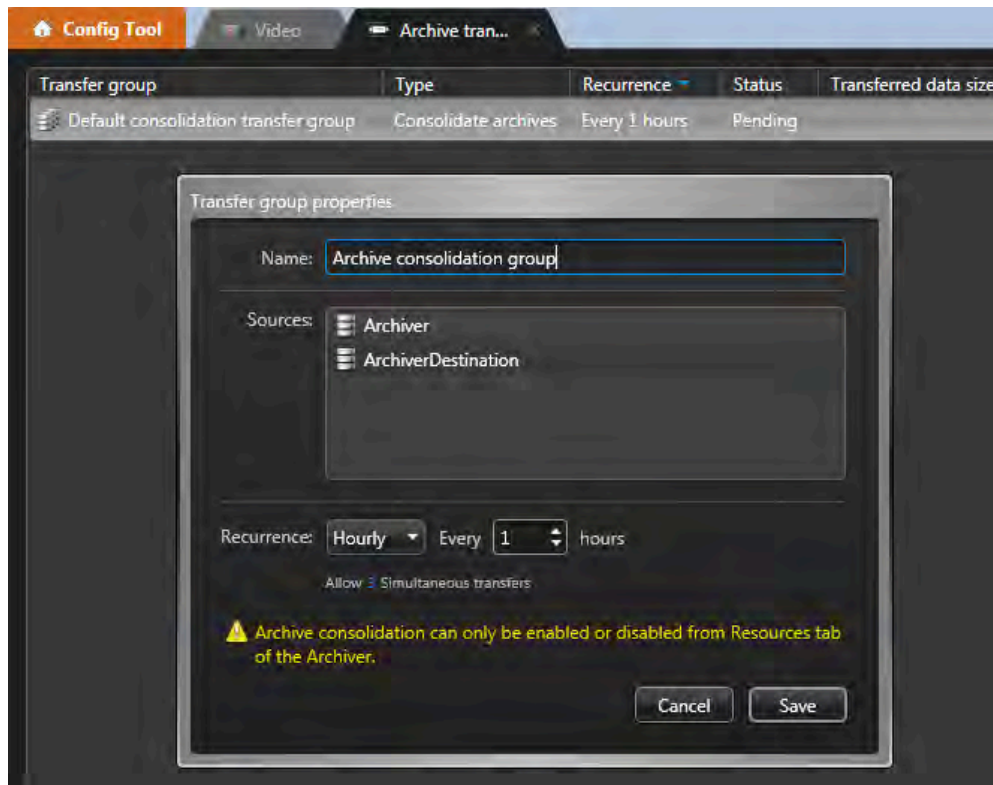 Config Tool
Video
Archive tran...
Transfer group Type Recurrence Status Transferred data size
Default consolidation transfer group Consolidate archives Every 1 hours Pending
Transfer group properties
Name: Archive consolidation group
Sources: Archiver
ArchiverDestination
Recurrence: Hourly Every 1 hours
Allow Simultaneous transfers
Archive consolidation can only be enabled or disabled from Resources tab
of the Archiver.
Cancel Save